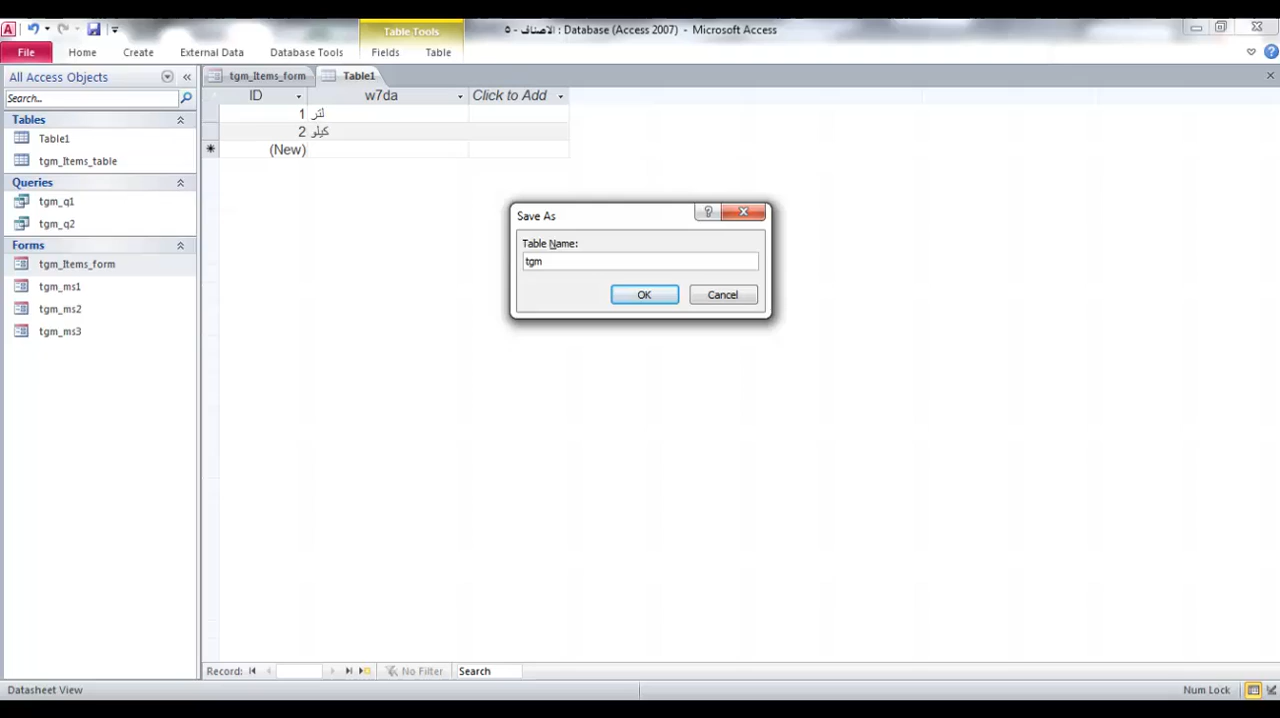 Table Tools
الاصناف - ٥ : Database (Access 2007) - Microsoft Access
File Home Create External Data Database Tools Fields Table
All Access Objects
Search...
Tables
Table1
tgm_Items_table
Queries
tgm_q1
tgm_q2
Forms
tgm_Items_form
tgm_ms1
tgm_ms2
tgm_ms3
tgm_Items_form Table1
ID w7da Click to Add
1 لتر
2 كيلو
(New)
Save As
Table Name:
tgm
OK Cancel
Record: No Filter Search
Datasheet View Num Lock